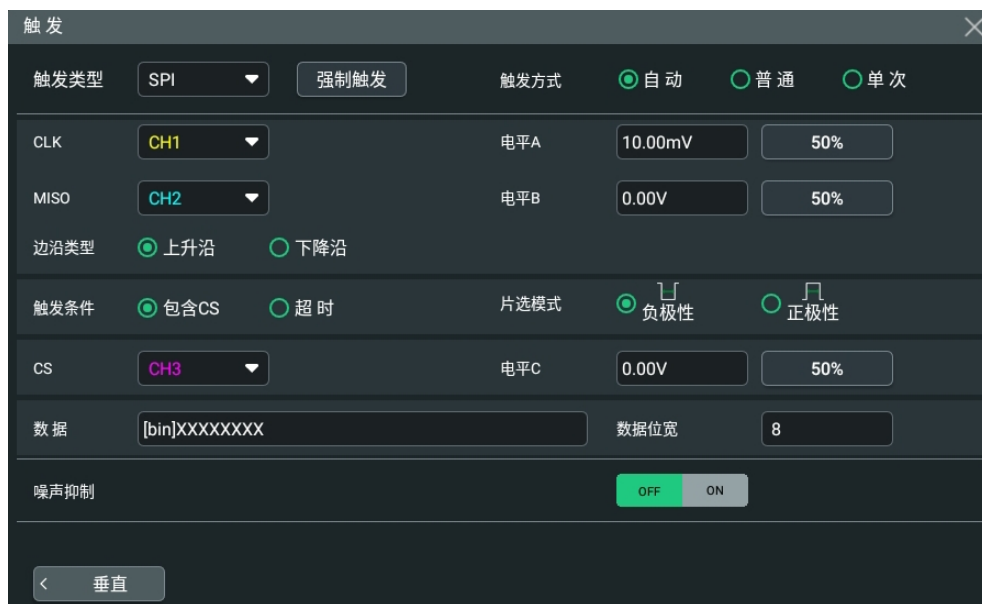 触发
触发类型 SPI 强制触发 触发方式 自动 普通 单次
CLK CH1 电平A 10.00mV 50%
MISO CH2 电平B 0.00V 50%
边沿类型 上升沿 下降沿
触发条件 包含CS 超时 片选模式 负极性 正极性
CS CH3 电平C 0.00V 50%
数据 [bin]XXXXXXXX 数据位宽 8
噪声抑制 OFF ON
垂直